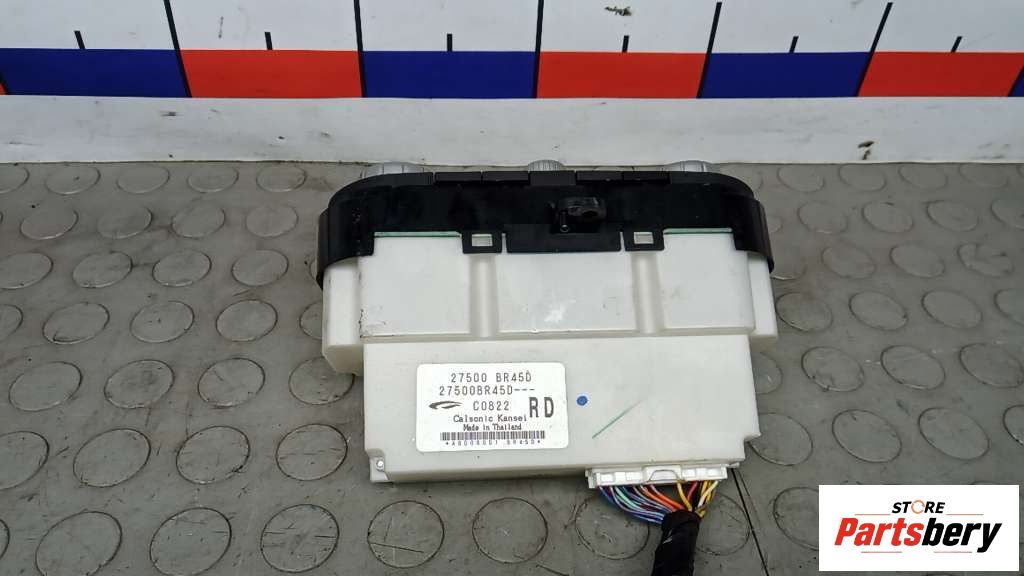 27500 BR45D
27500BR45D---
C0822
RD
Calsonic Kansei
Made in Thailand
STORE
Partsbery